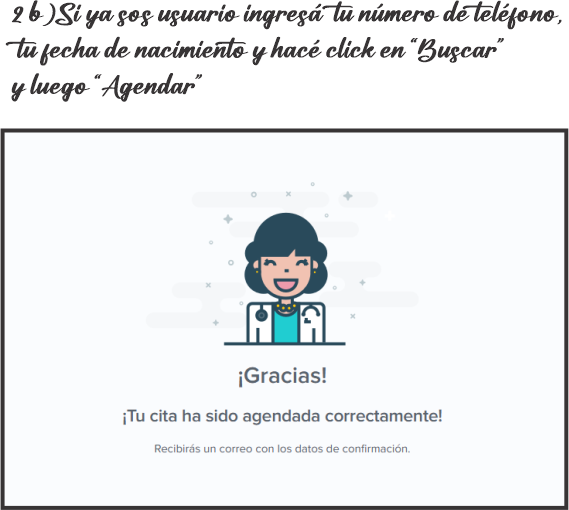 2 b) Si ya sos usuario ingresá tu número de teléfono,
tu fecha de nacimiento y hacé click en “Buscar”
y luego “Agendar”
¡Gracias!
¡Tu cita ha sido agendada correctamente!
Recibirás un correo con los datos de confirmación.